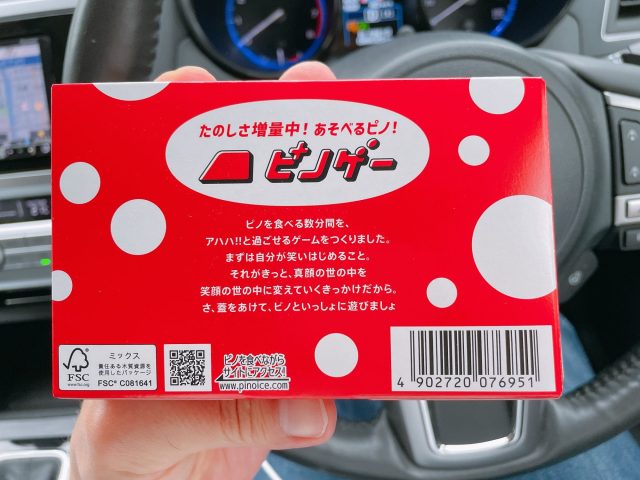 たのしさ増量中！あそべるピノ！
ピノゲー
ピノを食べる数分間を、
アハハ!!と過ごせるゲームをつくりました。
まずは自分が笑いはじめること。
それがきっと、真顔の世の中を
笑顔の世の中に変えていくきっかけだから。
さ、蓋をあけて、ピノといっしょに遊びましょ
FSC
www.fsc.org
ミックス
責任ある木質資源を
使用したパッケージ
FSC® C081641
ピノを食べながら
サイトにアクセス!
www.pinoice.com
4 902720 076951